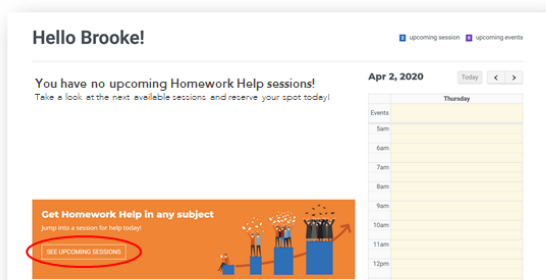 Hello Brooke!
upcoming session upcoming events
You have no upcoming Homework Help sessions!
Take a look at the next available sessions and reserve your spot today!
Apr 2, 2020
Today < >
Thursday
Events
5am
6am
7am
8am
9am
10am
11am
12pm
Get Homework Help in any subject
Jump into a session for help today!
SEE UPCOMING SESSIONS